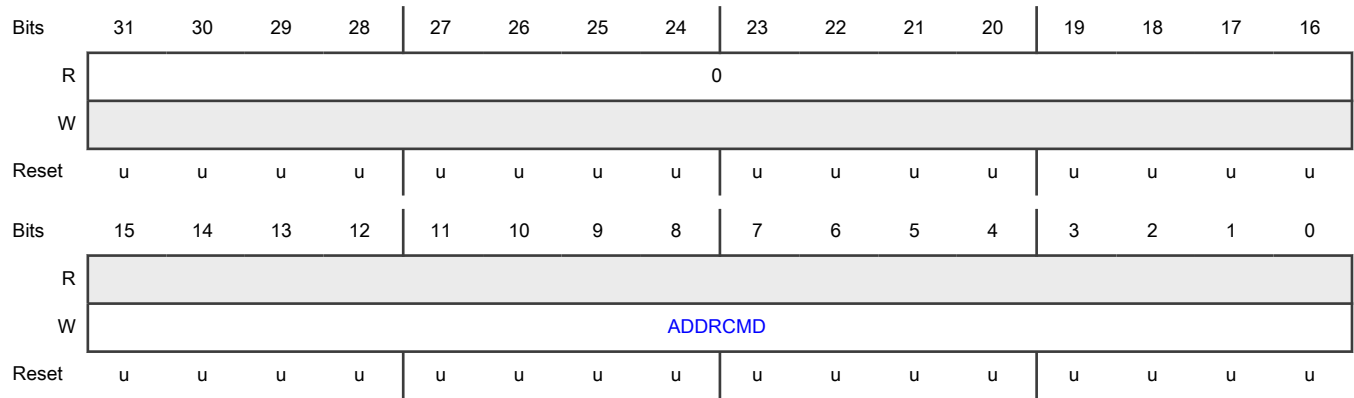 Bits 31 30 29 28 27 26 25 24 23 22 21 20 19 18 17 16
R 0
W
Reset u u u u u u u u u u u u u u u u
Bits 15 14 13 12 11 10 9 8 7 6 5 4 3 2 1 0
R
W ADDRCMD
Reset u u u u u u u u u u u u u u u u